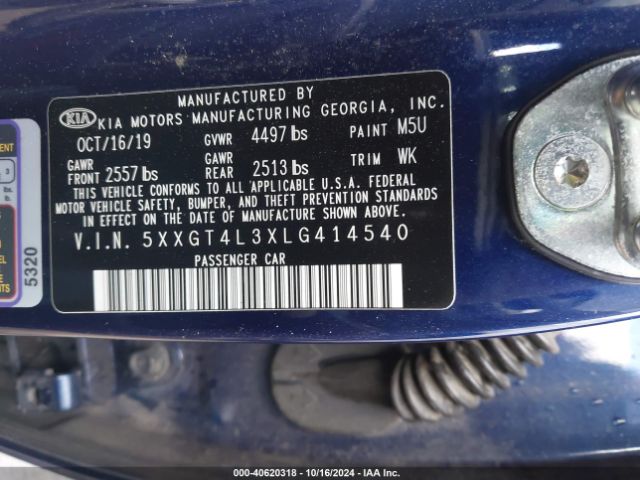 MANUFACTURED BY
KIA KIA MOTORS MANUFACTURING GEORGIA, INC.
OCT/16/19 GVWR 4497 lbs PAINT M5U
GAWR FRONT 2557 lbs GAWR REAR 2513 lbs TRIM WK
THIS VEHICLE CONFORMS TO ALL APPLICABLE U.S.A. FEDERAL
MOTOR VEHICLE SAFETY, BUMPER, AND THEFT PREVENTION STANDARDS
IN EFFECT ON THE DATE OF MANUFACTURE SHOWN ABOVE.
V.I.N. 5XXGT4L3XLG414540
PASSENGER CAR
5320
3
lbs.
000-40620318 - 10/16/2024 - IAA Inc.